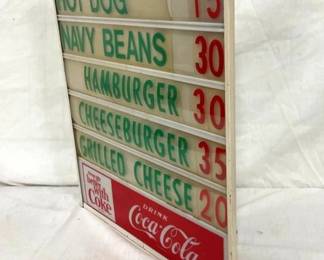 HOT DOG 15
NAVY BEANS 30
HAMBURGER 30
CHEESEBURGER 35
GRILLED CHEESE 20
things go
better
with
Coke
DRINK
Coca-Cola